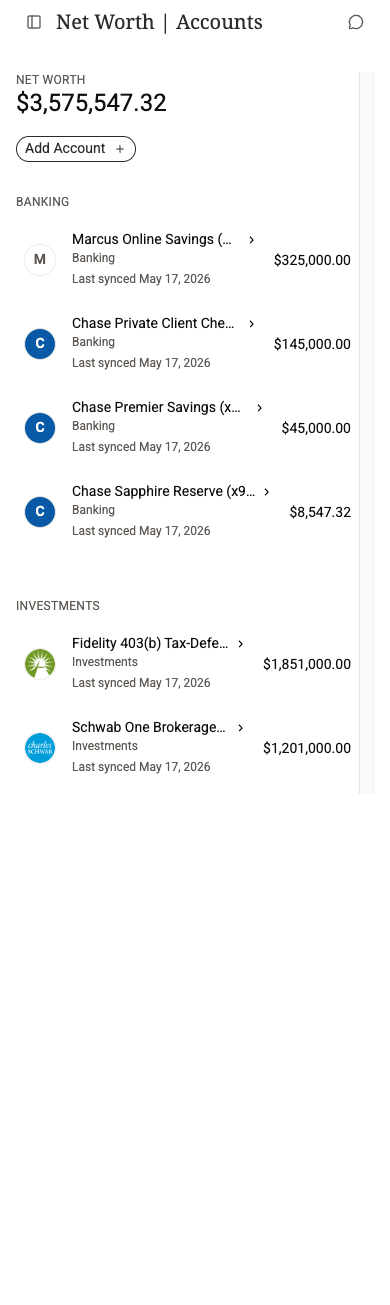 Net Worth | Accounts
NET WORTH
$3,575,547.32
Add Account +
BANKING
M
Marcus Online Savings (...
Banking
Last synced May 17, 2026
$325,000.00
C
Chase Private Client Che...
Banking
Last synced May 17, 2026
$145,000.00
C
Chase Premier Savings (x...
Banking
Last synced May 17, 2026
$45,000.00
C
Chase Sapphire Reserve (x9...
Banking
Last synced May 17, 2026
$8,547.32
INVESTMENTS
Fidelity 403(b) Tax-Defe...
Investments
Last synced May 17, 2026
$1,851,000.00
charles
SCHWAB
Schwab One Brokerage...
Investments
Last synced May 17, 2026
$1,201,000.00